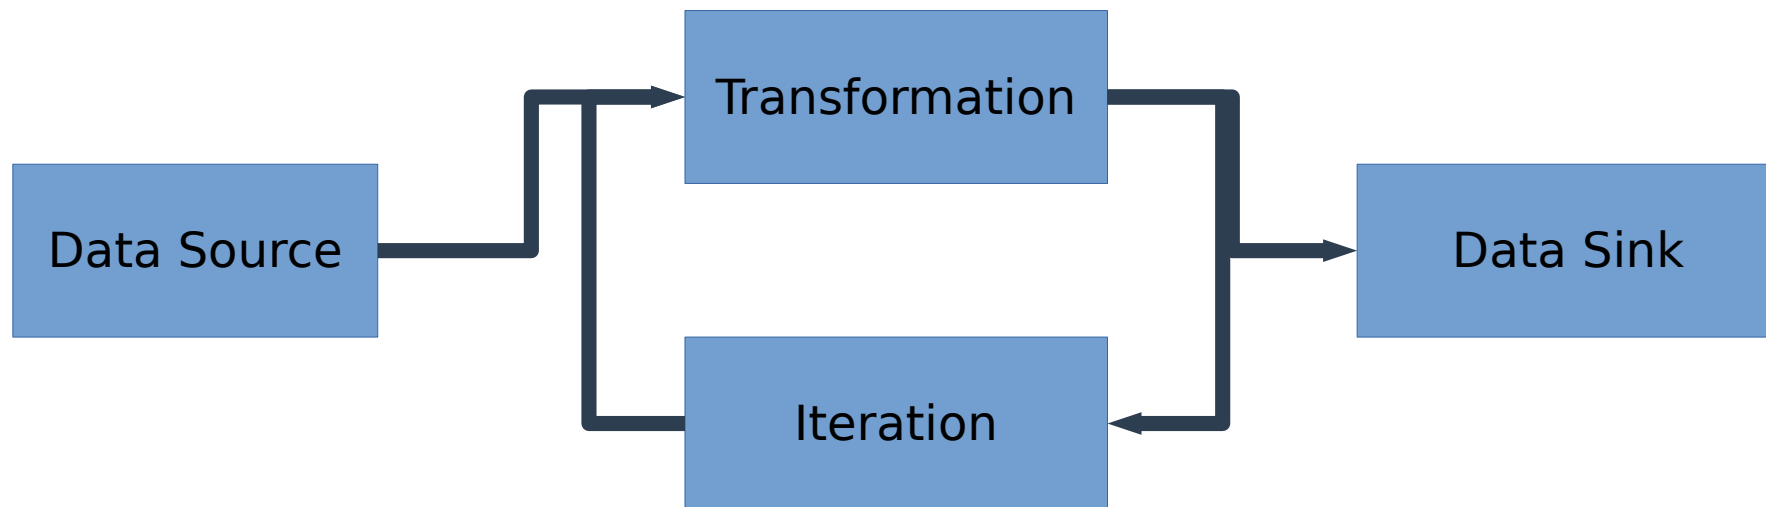 Transformation
Data Source
Data Sink
Iteration